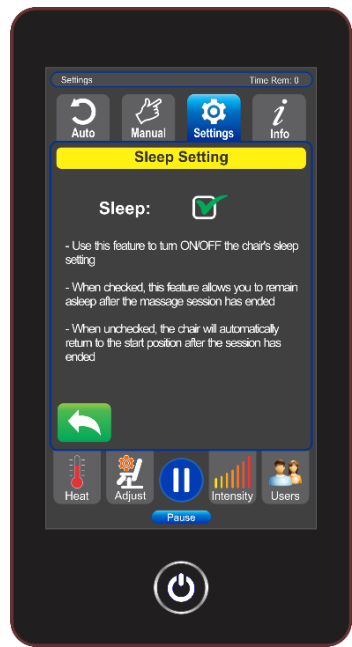 Settings Time Rem: 0
Auto Manual Settings Info
Sleep Setting
Sleep:
- Use this feature to turn ON/OFF the chair's sleep
setting
- When checked, this feature allows you to remain
asleep after the massage session has ended
- When unchecked, the chair will automatically
return to the start position after the session has
ended
Heat Adjust Intensity Users
Pause